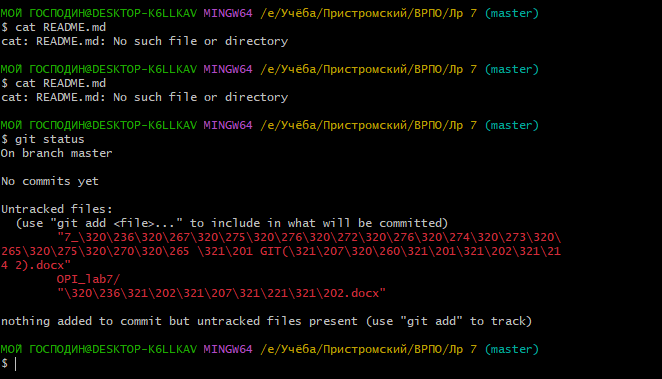 МОЙ ГОСПОДИН@DESKTOP-K6LLKAV MINGW64 /e/Учёба/Пристромский/ВРПО/Лр 7 (master)
$ cat README.md
cat: README.md: No such file or directory
МОЙ ГОСПОДИН@DESKTOP-K6LLKAV MINGW64 /e/Учёба/Пристромский/ВРПО/Лр 7 (master)
$ cat README.md
cat: README.md: No such file or directory
МОЙ ГОСПОДИН@DESKTOP-K6LLKAV MINGW64 /e/Учёба/Пристромский/ВРПО/Лр 7 (master)
$ git status
On branch master
No commits yet
Untracked files:
(use "git add <file>..." to include in what will be committed)
"7_\320\236\320\267\320\275\320\276\320\272\320\276\320\274\320\273\320\
265\320\275\320\270\320\265 \321\201 GIT(\321\207\320\260\321\201\321\202\321\21
4 2).docx"
OPI_lab7/
"\320\236\321\202\321\207\321\221\321\202.docx"
nothing added to commit but untracked files present (use "git add" to track)
МОЙ ГОСПОДИН@DESKTOP-K6LLKAV MINGW64 /e/Учёба/Пристромский/ВРПО/Лр 7 (master)
$